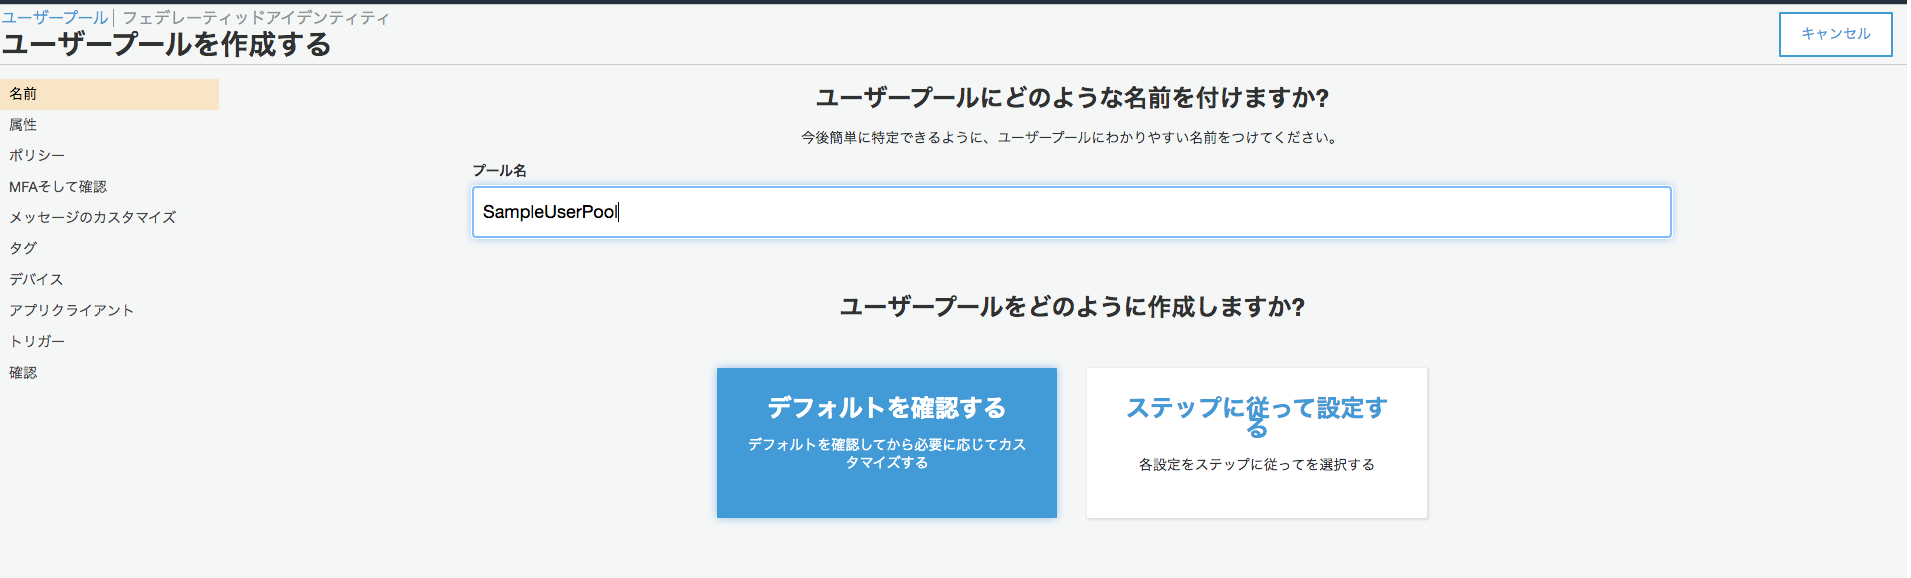 ユーザープール | フェデレーティッドアイデンティティ
ユーザープールを作成する
キャンセル
名前
属性
ポリシー
MFAそして確認
メッセージのカスタマイズ
タグ
デバイス
アプリクライアント
トリガー
確認
ユーザープールにどのような名前を付けますか?
今後簡単に特定できるように、ユーザープールにわかりやすい名前をつけてください。
プール名
SampleUserPool
ユーザープールをどのように作成しますか?
デフォルトを確認する
デフォルトを確認してから必要に応じてカス
タマイズする
ステップに従って設定す
る
各設定をステップに従ってを選択する